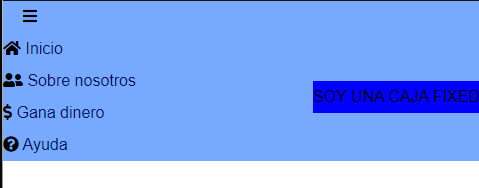 Inicio
Sobre nosotros
SOY UNA CAJA FIXED
Gana dinero
Ayuda